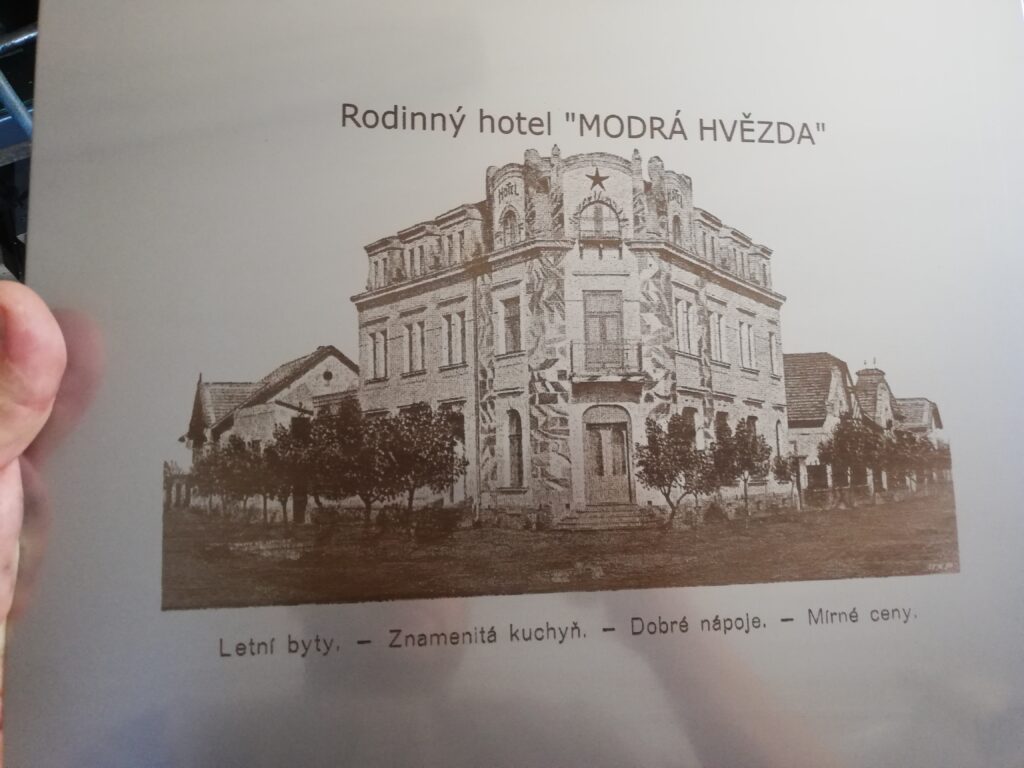 Rodinný hotel "MODRÁ HVĚZDA"
HOTEL
Letní byty. – Znamenitá kuchyň. – Dobré nápoje. – Mírné ceny.